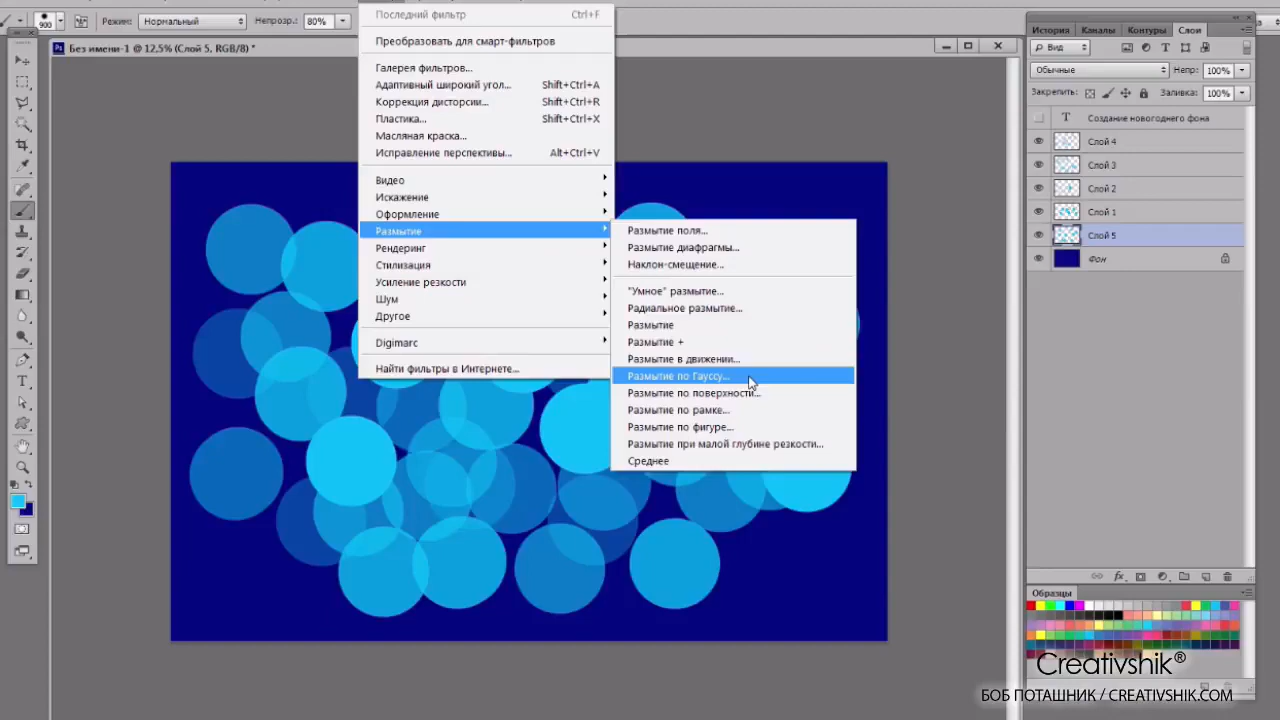 900
Режим:
Нормальный
Непрозр.:
80%
Без имени-1 @ 12,5% (Слой 5, RGB/8) *
Последний фильтр Ctrl+F
Преобразовать для смарт-фильтров
Галерея фильтров...
Адаптивный широкий угол... Shift+Ctrl+A
Коррекция дисторсии... Shift+Ctrl+R
Пластика... Shift+Ctrl+X
Масляная краска...
Исправление перспективы... Alt+Ctrl+V
Видео
Искажение
Оформление
Размытие
Рендеринг
Стилизация
Усиление резкости
Шум
Другое
Digimarc
Найти фильтры в Интернете...
Размытие поля...
Размытие диафрагмы...
Наклон-смещение...
"Умное" размытие...
Радиальное размытие...
Размытие
Размытие +
Размытие в движении...
Размытие по Гауссу...
Размытие по поверхности...
Размытие по рамке...
Размытие по фигуре...
Размытие при малой глубине резкости...
Среднее
История Каналы Контуры Слои
Вид
Обычные Непр: 100%
Закрепить: Заливка: 100%
T Создание новогоднего фона
Слой 4
Слой 3
Слой 2
Слой 1
Слой 5
Фон
fx
Образцы
Creativshik®
БОБ ПОТАШНИК / CREATIVSHIK.COM